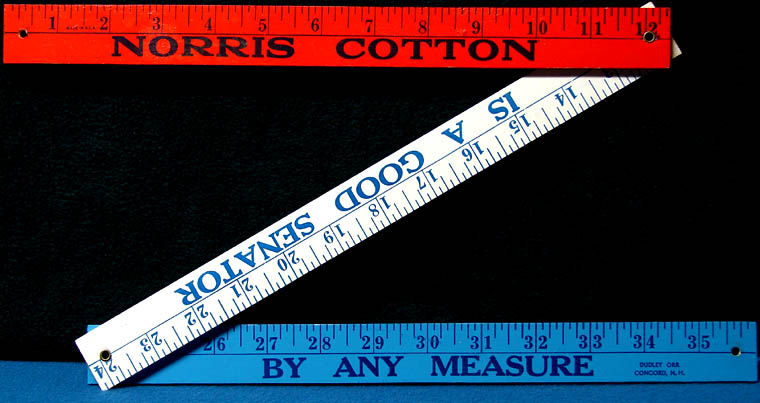 1 2 3 4 5 6 7 8 9 10 11 12
NORRIS COTTON
IS A GOOD SENATOR
14 15 16 17 18 19 20 21 22 23 24
26 27 28 29 30 31 32 33 34 35
BY ANY MEASURE
DUDLEY ORR
CONCORD, N. H.